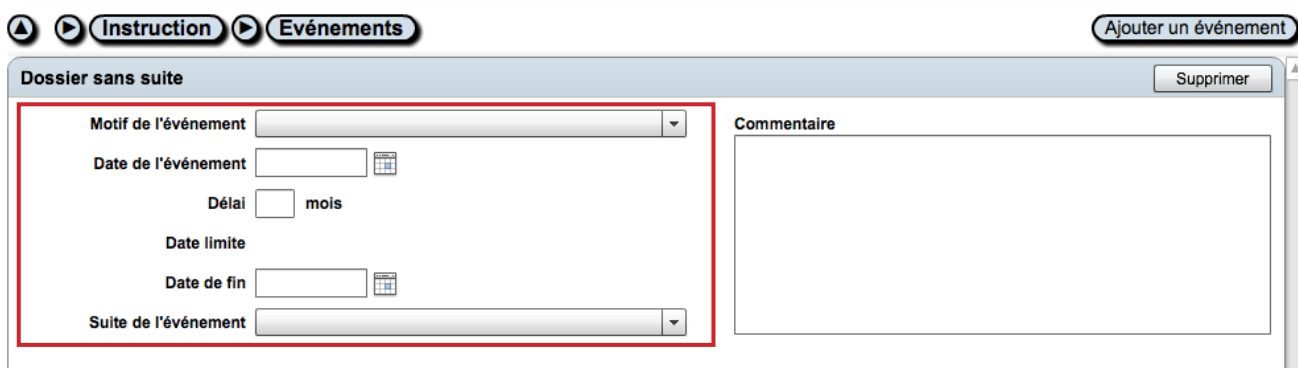 Instruction Evénements Ajouter un événement
Dossier sans suite Supprimer
Motif de l'événement
Commentaire
Date de l'événement
Délai mois
Date limite
Date de fin
Suite de l'événement